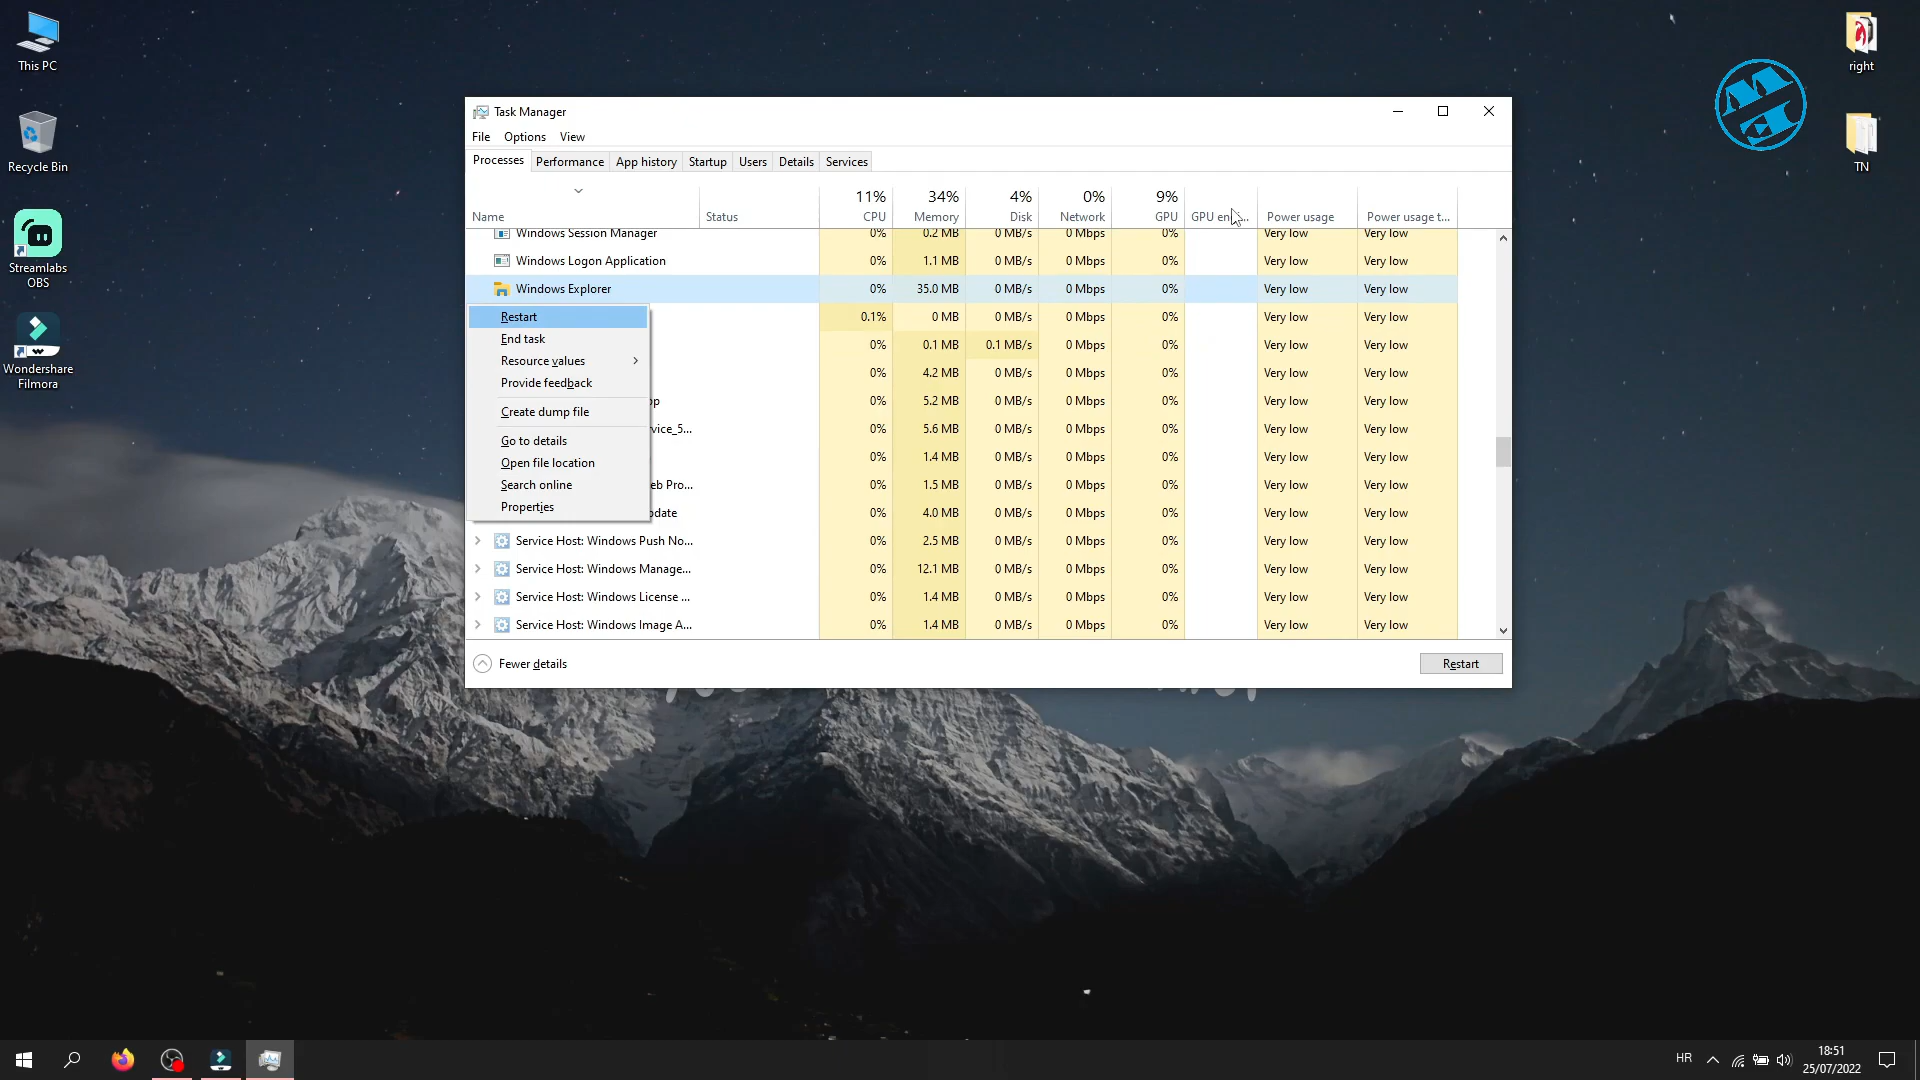 This PC
Recycle Bin
Streamlabs
OBS
Wondershare
Filmora
right
TN
Task Manager
File Options View
Processes Performance App history Startup Users Details Services
11% 34% 4% 0% 9%
Name Status CPU Memory Disk Network GPU GPU en... Power usage Power usage t...
Windows Session Manager 0% 0.2 MB 0 MB/s 0 Mbps 0% Very low Very low
Windows Logon Application 0% 1.1 MB 0 MB/s 0 Mbps 0% Very low Very low
Windows Explorer 0% 35.0 MB 0 MB/s 0 Mbps 0% Very low Very low
0.1% 0 MB 0 MB/s 0 Mbps 0% Very low Very low
0% 0.1 MB 0.1 MB/s 0 Mbps 0% Very low Very low
0% 4.2 MB 0 MB/s 0 Mbps 0% Very low Very low
pp 0% 5.2 MB 0 MB/s 0 Mbps 0% Very low Very low
vice_5... 0% 5.6 MB 0 MB/s 0 Mbps 0% Very low Very low
0% 1.4 MB 0 MB/s 0 Mbps 0% Very low Very low
eb Pro... 0% 1.5 MB 0 MB/s 0 Mbps 0% Very low Very low
pdate 0% 4.0 MB 0 MB/s 0 Mbps 0% Very low Very low
Service Host: Windows Push No... 0% 2.5 MB 0 MB/s 0 Mbps 0% Very low Very low
Service Host: Windows Manage... 0% 12.1 MB 0 MB/s 0 Mbps 0% Very low Very low
Service Host: Windows License ... 0% 1.4 MB 0 MB/s 0 Mbps 0% Very low Very low
Service Host: Windows Image A... 0% 1.4 MB 0 MB/s 0 Mbps 0% Very low Very low
Restart
End task
Resource values
Provide feedback
Create dump file
Go to details
Open file location
Search online
Properties
Fewer details
Restart
HR
18:51
25/07/2022